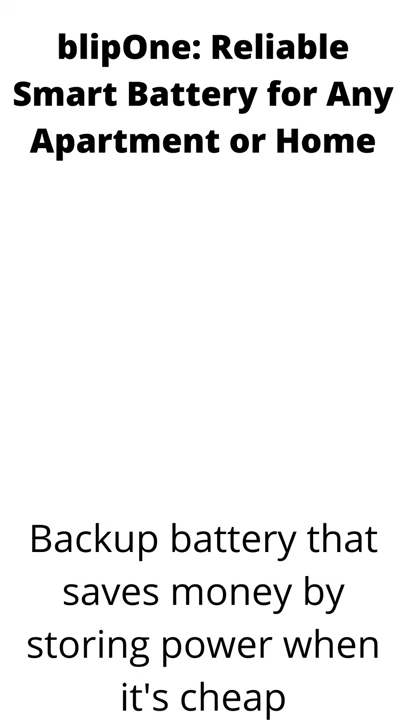 blipOne: Reliable
Smart Battery for Any
Apartment or Home
Backup battery that
saves money by
storing power when
it's cheap